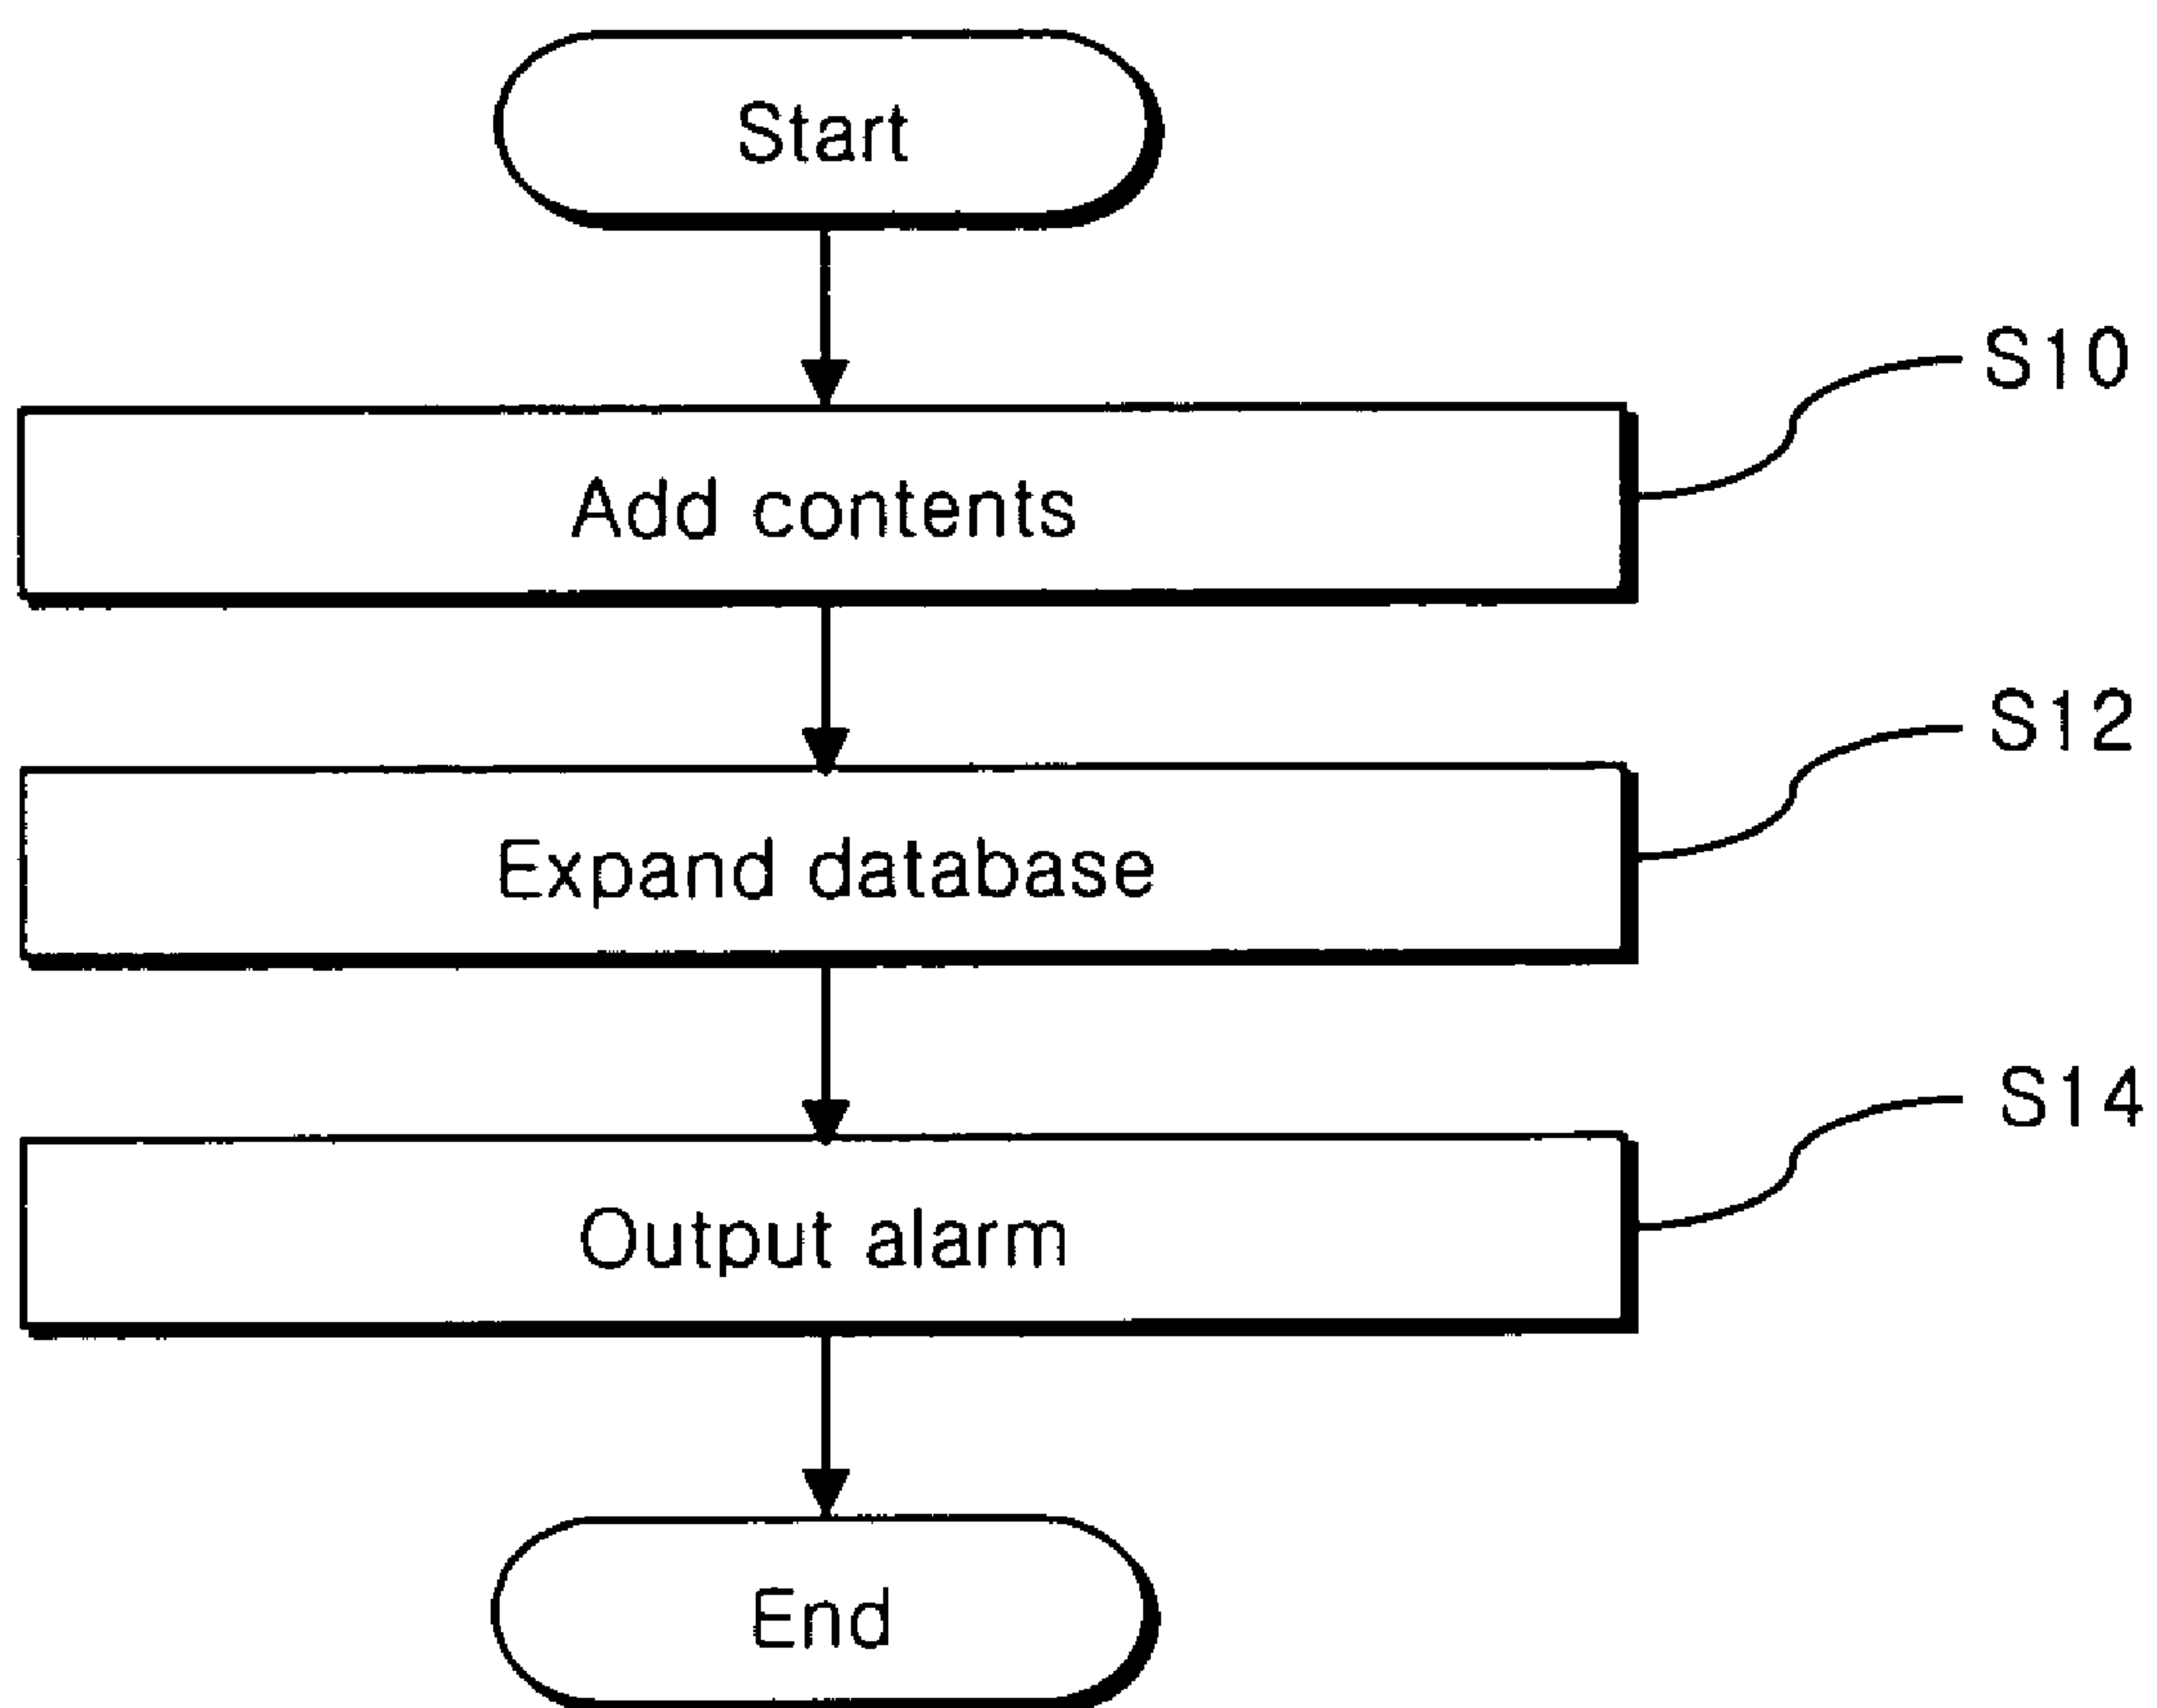 Start
S10
Add contents
S12
Expand database
S14
Output alarm
End